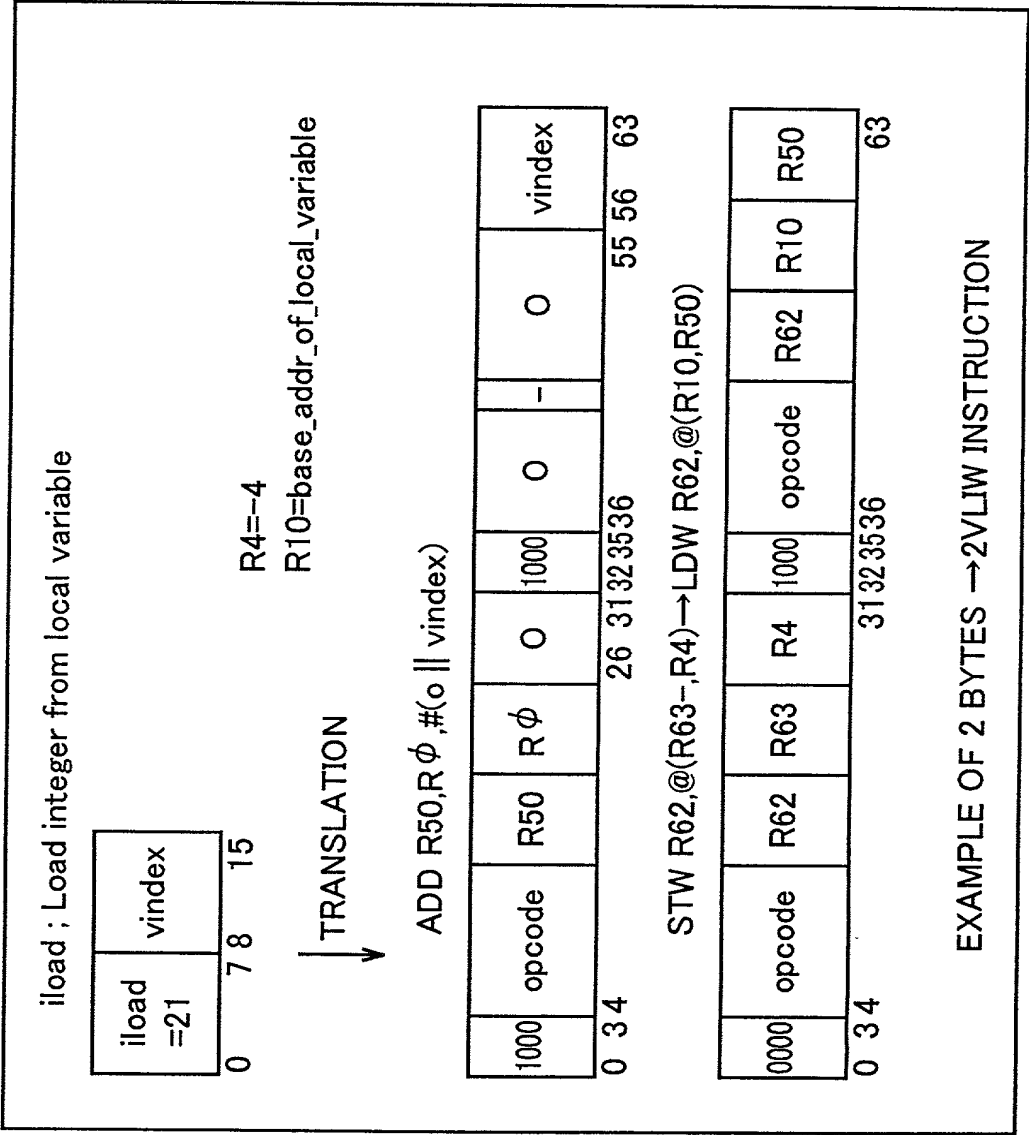 iload ; Load integer from local variable
iload =21 vindex
0 7 8 15
TRANSLATION
R4=-4
R10=base_addr_of_local_variable
ADD R50,Rϕ,#(o || vindex)
1000 opcode R50 Rϕ O 1000 O - O vindex
0 3 4 26 31 32 35 36 55 56 63
STW R62,@(R63-,R4)→LDW R62,@(R10,R50)
0000 opcode R62 R63 R4 1000 opcode R62 R10 R50
0 3 4 31 32 35 36 63
EXAMPLE OF 2 BYTES →2VLIW INSTRUCTION